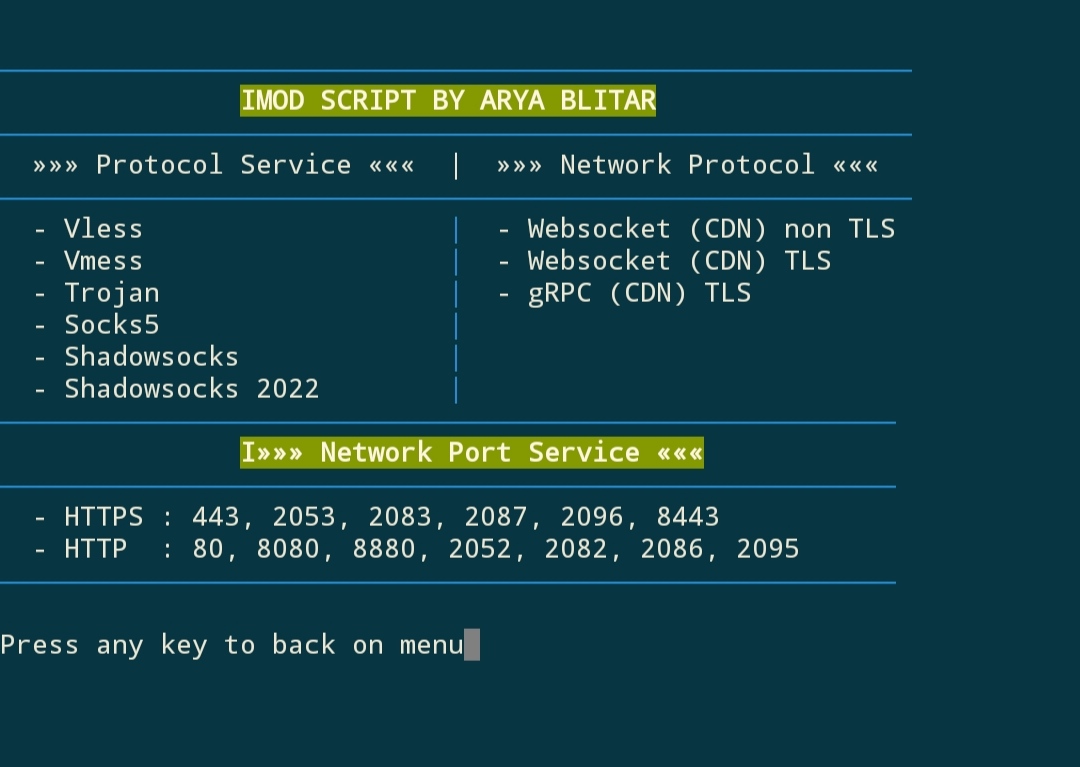 IMOD SCRIPT BY ARYA BLITAR
»»» Protocol Service ««« | »»» Network Protocol «««
- Vless | - Websocket (CDN) non TLS
- Vmess | - Websocket (CDN) TLS
- Trojan | - gRPC (CDN) TLS
- Socks5 |
- Shadowsocks |
- Shadowsocks 2022 |
I»»» Network Port Service «««
- HTTPS : 443, 2053, 2083, 2087, 2096, 8443
- HTTP : 80, 8080, 8880, 2052, 2082, 2086, 2095
Press any key to back on menu